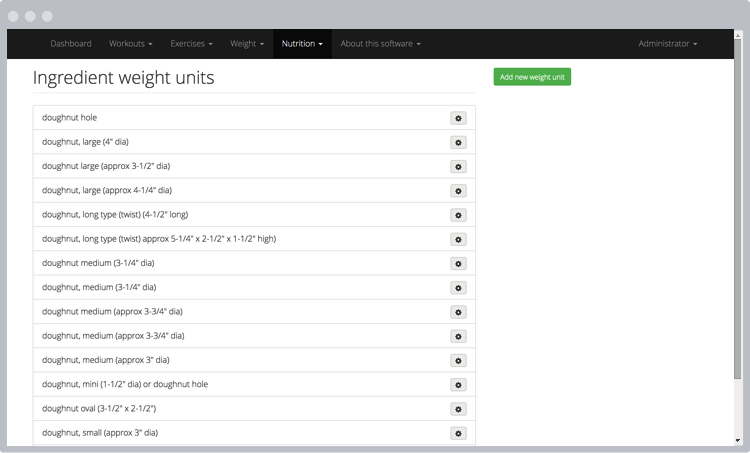 Dashboard Workouts Exercises Weight Nutrition About this software Administrator
Ingredient weight units
Add new weight unit
doughnut hole
doughnut, large (4" dia)
doughnut large (approx 3-1/2" dia)
doughnut, large (approx 4-1/4" dia)
doughnut, long type (twist) (4-1/2" long)
doughnut, long type (twist) approx 5-1/4" x 2-1/2" x 1-1/2" high)
doughnut medium (3-1/4" dia)
doughnut, medium (3-1/4" dia)
doughnut medium (approx 3-3/4" dia)
doughnut, medium (approx 3-3/4" dia)
doughnut, medium (approx 3" dia)
doughnut, mini (1-1/2" dia) or doughnut hole
doughnut oval (3-1/2" x 2-1/2")
doughnut, small (approx 3" dia)